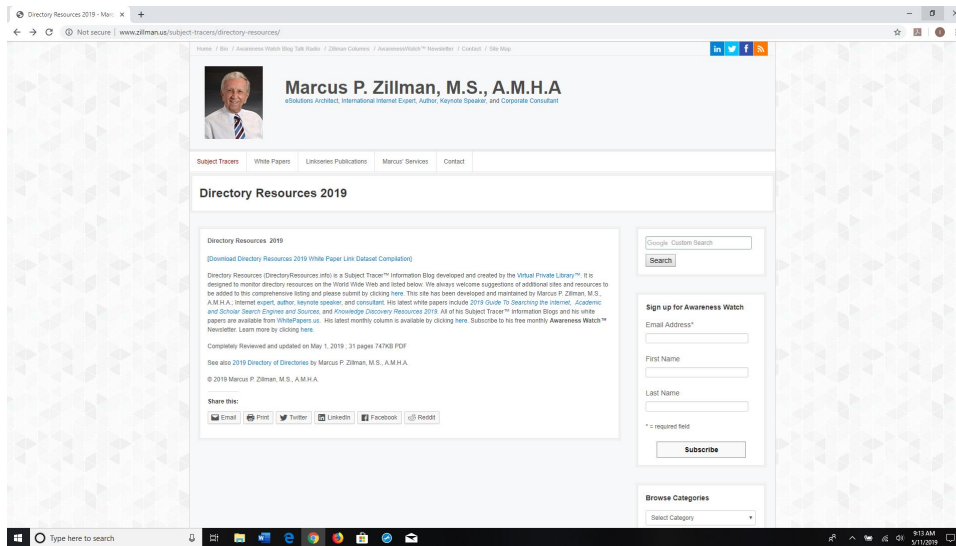 Directory Resources 2019 - Marc
Not secure | www.zillman.us/subject-tracers/directory-resources/
Home / Bio / Awareness Watch Blog Talk Radio / Zillman Columns / AwarenessWatch™ Newsletter / Contact / Site Map
Marcus P. Zillman, M.S., A.M.H.A
eSolutions Architect, International Internet Expert, Author, Keynote Speaker, and Corporate Consultant
Subject Tracers White Papers Linkseries Publications Marcus' Services Contact
Directory Resources 2019
Directory Resources 2019
[Download Directory Resources 2019 White Paper Link Dataset Compilation]
Directory Resources (DirectoryResources.info) is a Subject Tracer™ Information Blog developed and created by the Virtual Private Library™. It is
designed to monitor directory resources on the World Wide Web and listed below. We always welcome suggestions of additional sites and resources to
be added to this comprehensive listing and please submit by clicking here. This site has been developed and maintained by Marcus P. Zillman, M.S.,
A.M.H.A.; Internet expert, author, keynote speaker, and consultant. His latest white papers include 2019 Guide To Searching the Internet, Academic
and Scholar Search Engines and Sources, and Knowledge Discovery Resources 2019. All of his Subject Tracer™ Information Blogs and his white
papers are available from WhitePapers.us. His latest monthly column is available by clicking here. Subscribe to his free monthly Awareness Watch™
Newsletter. Learn more by clicking here.
Completely Reviewed and updated on May 1, 2019 ; 31 pages 747KB PDF
See also 2019 Directory of Directories by Marcus P. Zillman, M.S., A.M.H.A.
© 2019 Marcus P. Zillman, M.S., A.M.H.A.
Share this:
Email Print Twitter LinkedIn Facebook Reddit
Google Custom Search
Search
Sign up for Awareness Watch
Email Address*
First Name
Last Name
* = required field
Subscribe
Browse Categories
Select Category
Type here to search
9:13 AM
5/11/2019